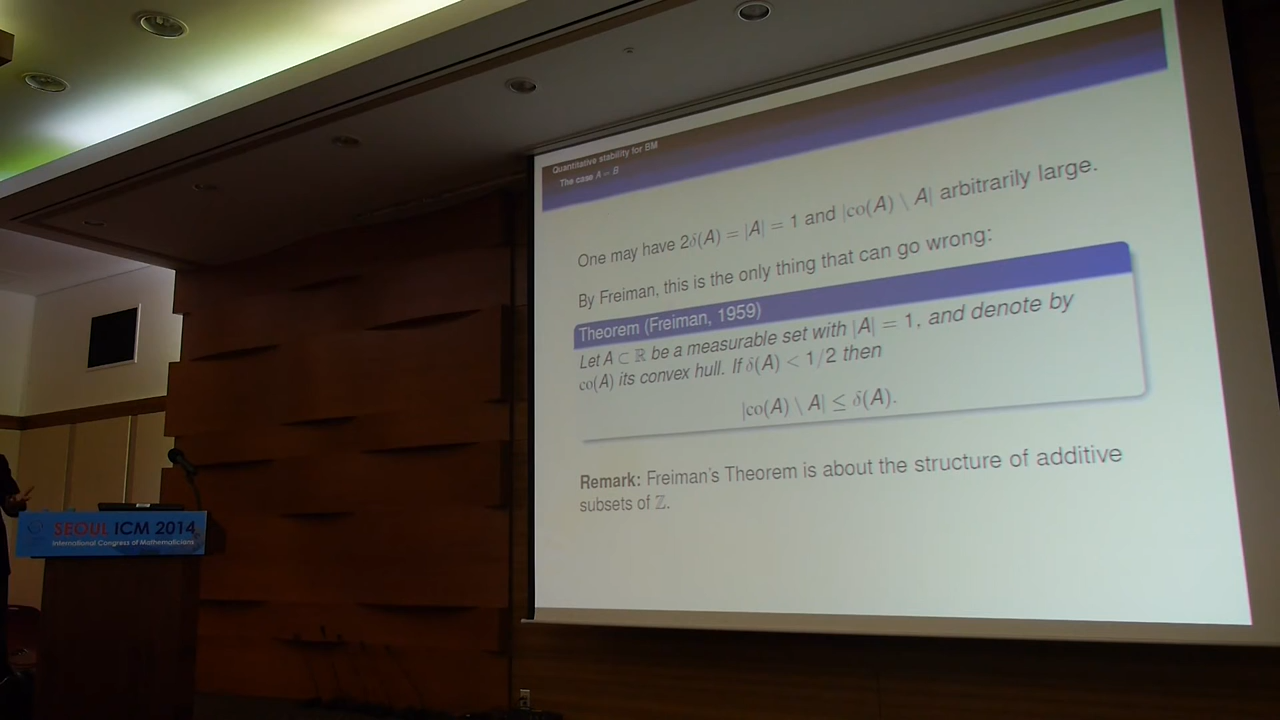 Quantitative stability for BM
The case A = B
One may have 2δ(A) = |A| = 1 and |co(A) \ A| arbitrarily large.
By Freiman, this is the only thing that can go wrong:
Theorem (Freiman, 1959)
Let A ⊂ ℝ be a measurable set with |A| = 1, and denote by
co(A) its convex hull. If δ(A) < 1/2 then
|co(A) \ A| ≤ δ(A).
Remark: Freiman's Theorem is about the structure of additive
subsets of ℤ.
SEOUL ICM 2014
International Congress of Mathematicians